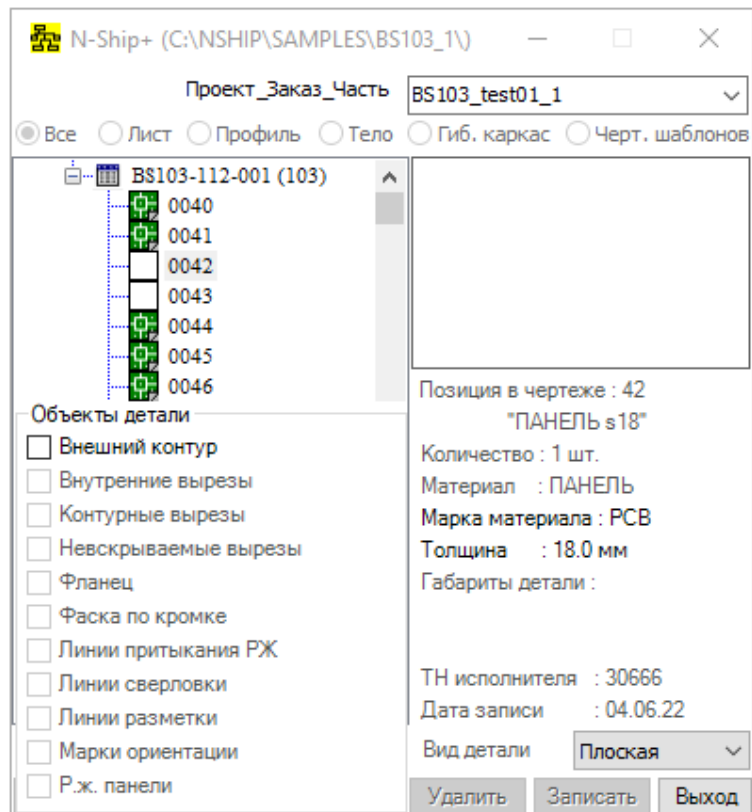 N-Ship+ (C:\NSHIP\SAMPLES\BS103_1\)
Проект_Заказ_Часть BS103_test01_1
Все Лист Профиль Тело Гиб. каркас Черт. шаблонов
BS103-112-001 (103)
0040
0041
0042
0043
0044
0045
0046
Объекты детали
Внешний контур
Внутренние вырезы
Контурные вырезы
Невскрываемые вырезы
Фланец
Фаска по кромке
Линии притыкания РЖ
Линии сверловки
Линии разметки
Марки ориентации
Р.ж. панели
Позиция в чертеже : 42
"ПАНЕЛЬ s18"
Количество : 1 шт.
Материал : ПАНЕЛЬ
Марка материала : РСВ
Толщина : 18.0 мм
Габариты детали :
ТН исполнителя : 30666
Дата записи : 04.06.22
Вид детали Плоская
Удалить Записать Выход